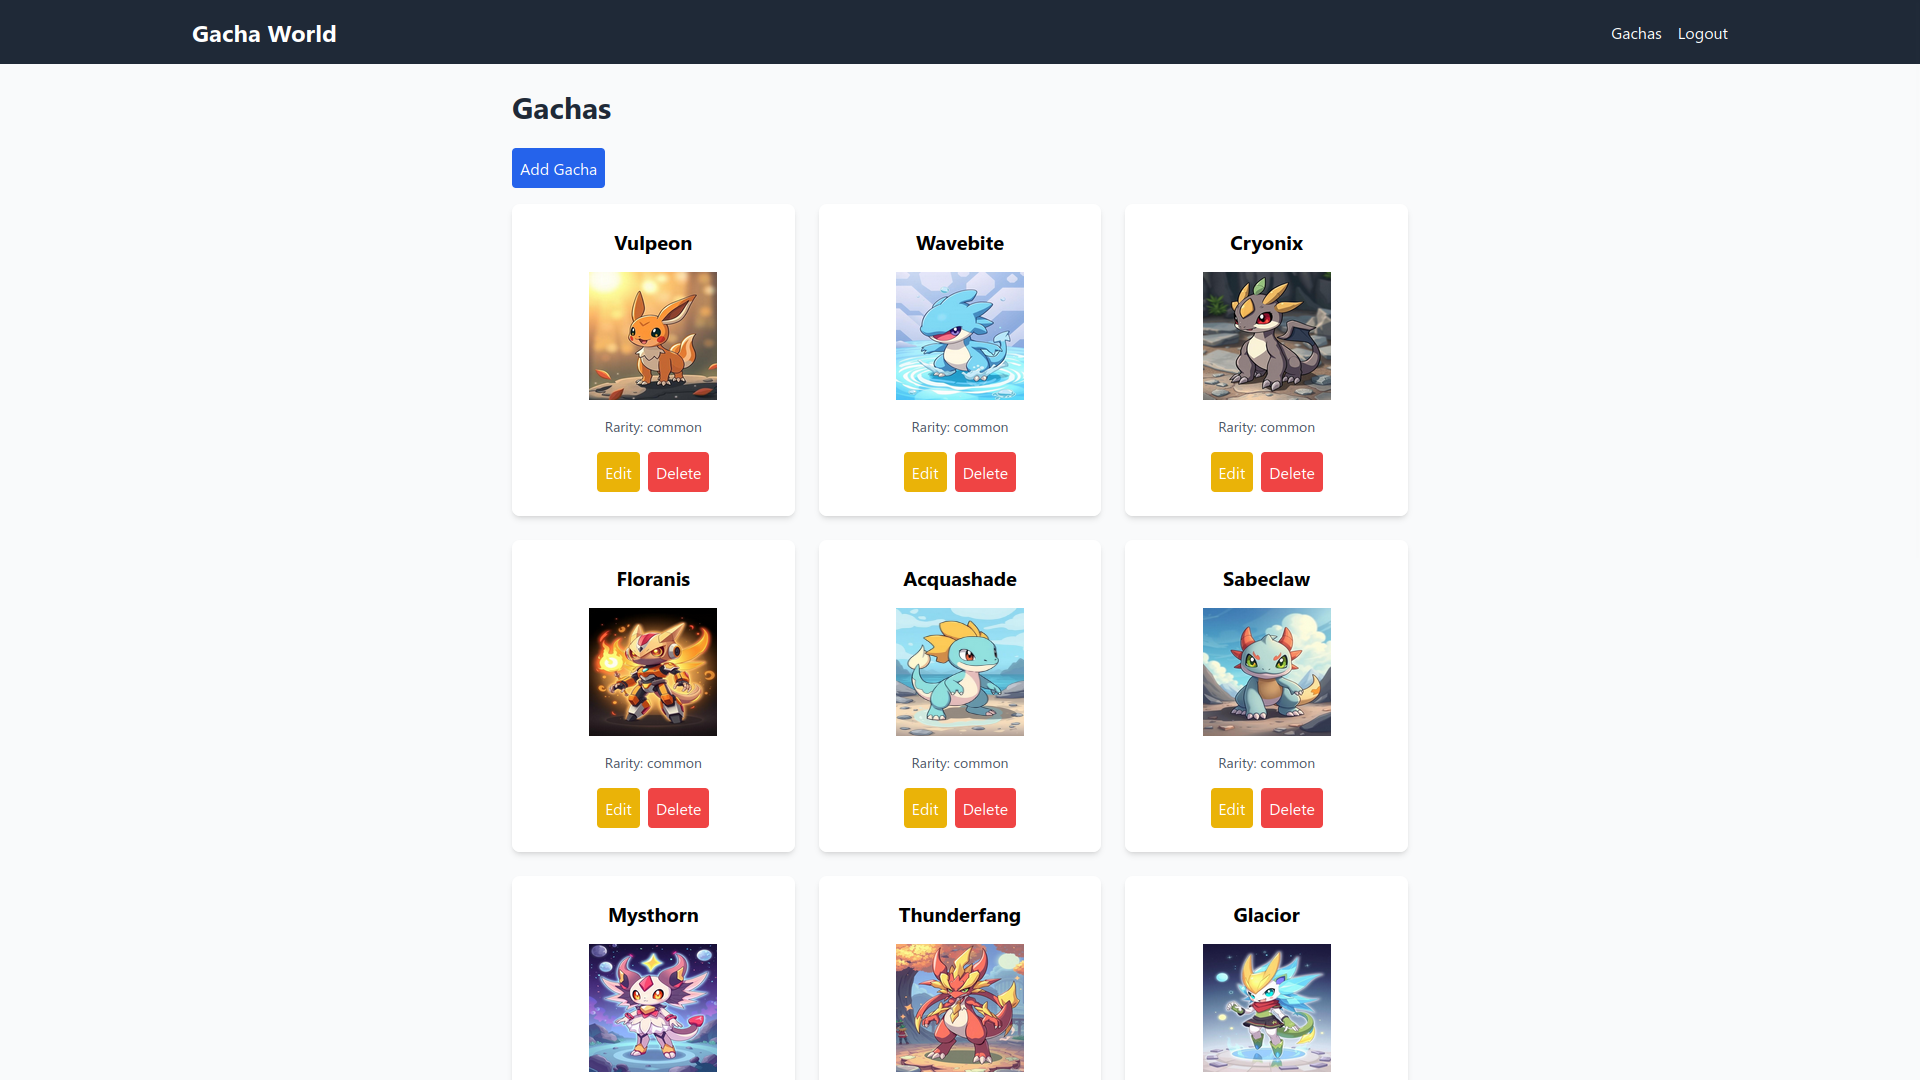 Gacha World
Gachas Logout
Gachas
Add Gacha
Vulpeon
Wavebite
Cryonix
Rarity: common
Rarity: common
Rarity: common
Edit Delete
Edit Delete
Edit Delete
Floranis
Acquashade
Sabeclaw
Rarity: common
Rarity: common
Rarity: common
Edit Delete
Edit Delete
Edit Delete
Mysthorn
Thunderfang
Glacior